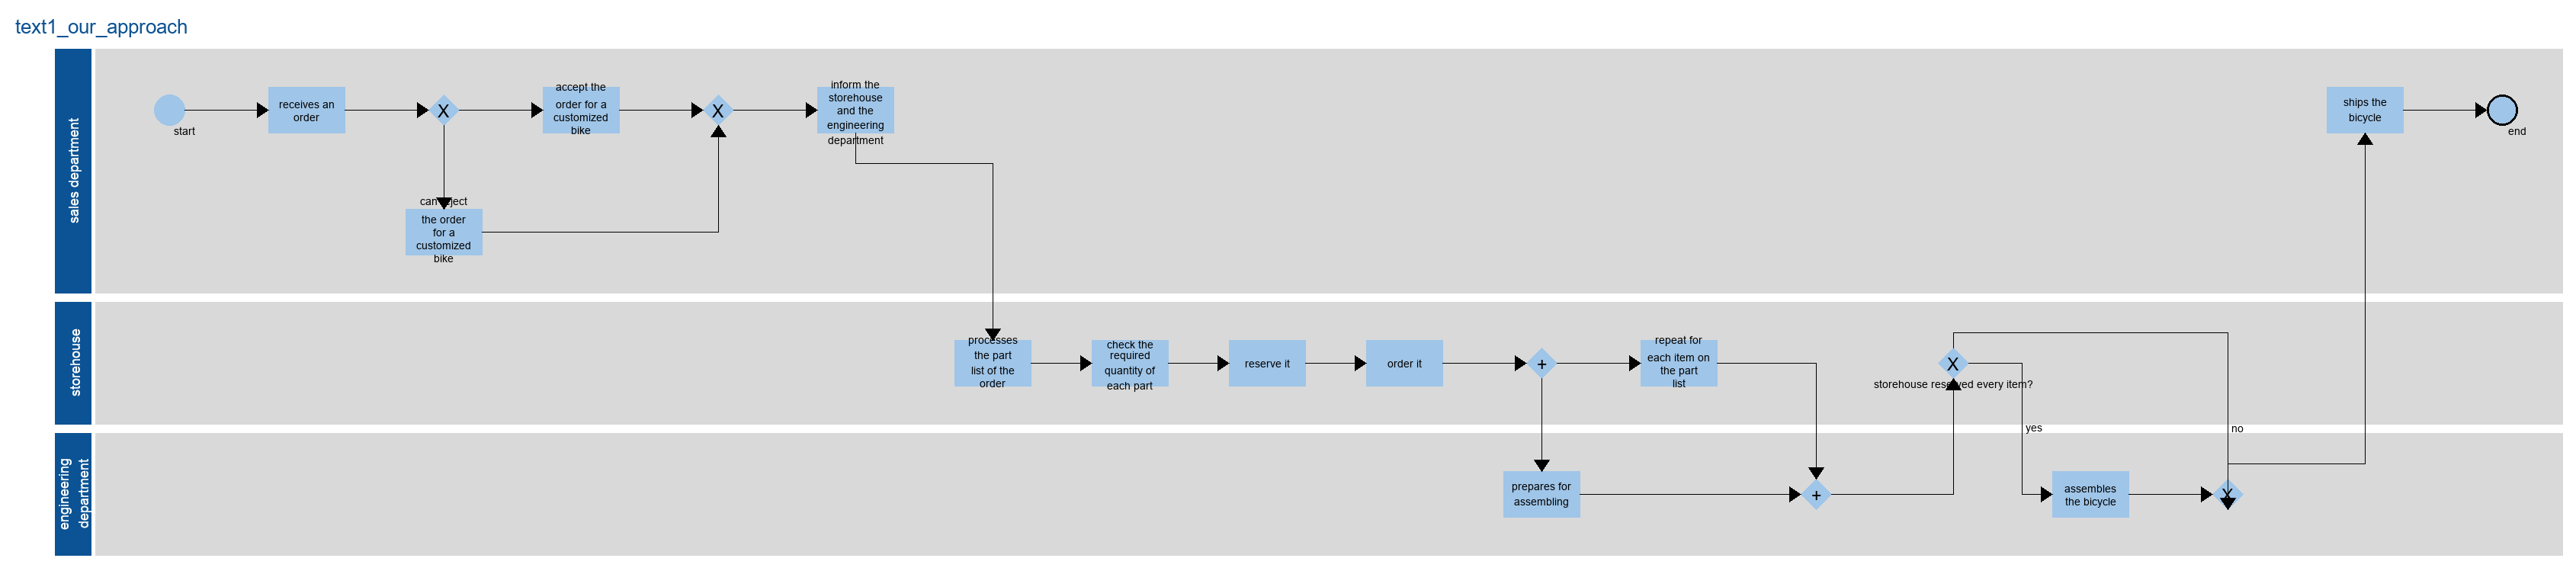 text1_our_approach
sales department
start
receives an
order
X
accept the
order for a
customized
bike
X
inform the
storehouse
and the
engineering
department
can reject
the order
for a
customized
bike
ships the
bicycle
end
storehouse
processes
the part
list of the
order
check the
required
quantity of
each part
reserve it
order it
+
repeat for
each item on
the part
list
X
storehouse reserved every item?
yes
no
engineering
department
prepares for
assembling
+
assembles
the bicycle
X